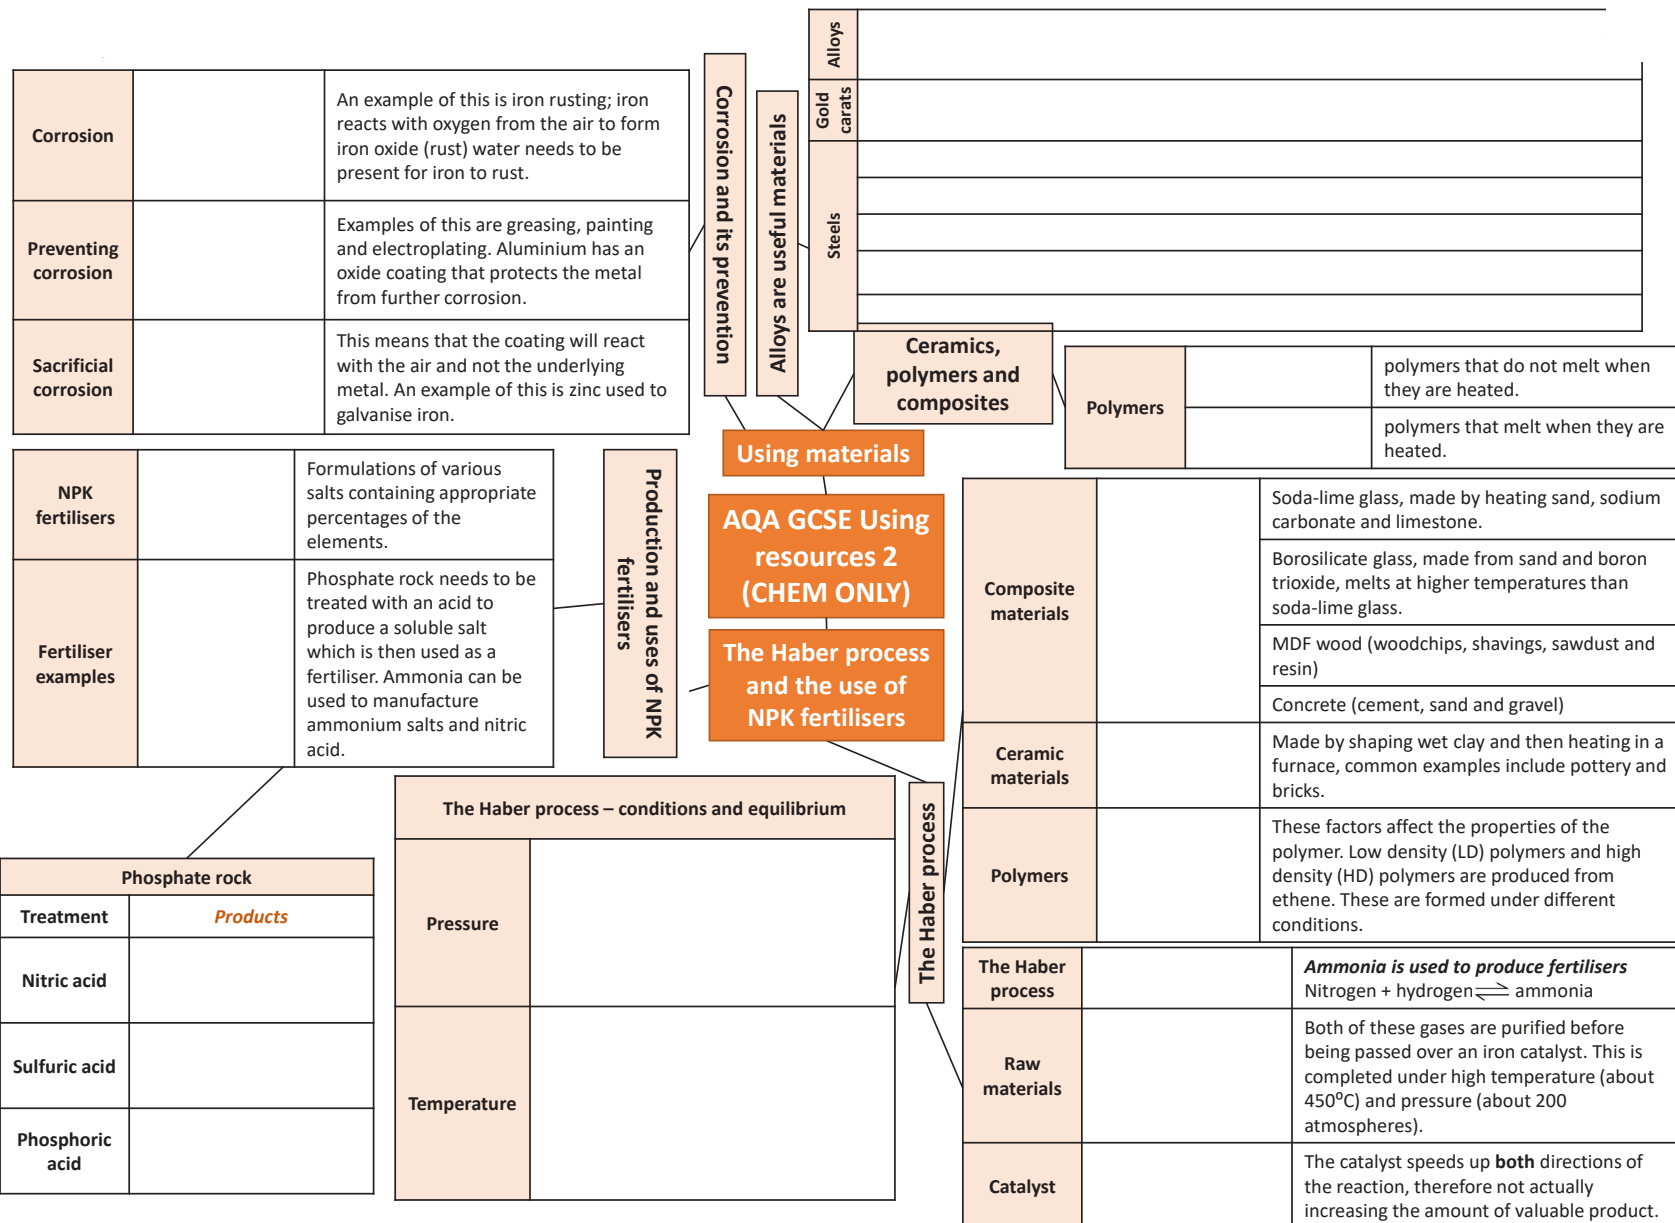 Alloys
Gold
carats
Steels
Corrosion and its prevention
Alloys are useful materials
Corrosion
An example of this is iron rusting; iron
reacts with oxygen from the air to form
iron oxide (rust) water needs to be
present for iron to rust.
Preventing
corrosion
Examples of this are greasing, painting
and electroplating. Aluminium has an
oxide coating that protects the metal
from further corrosion.
Sacrificial
corrosion
This means that the coating will react
with the air and not the underlying
metal. An example of this is zinc used to
galvanise iron.
Ceramics,
polymers and
composites
Polymers
polymers that do not melt when
they are heated.
polymers that melt when they are
heated.
Using materials
AQA GCSE Using
resources 2
(CHEM ONLY)
The Haber process
and the use of
NPK fertilisers
NPK
fertilisers
Formulations of various
salts containing appropriate
percentages of the
elements.
Fertiliser
examples
Phosphate rock needs to be
treated with an acid to
produce a soluble salt
which is then used as a
fertiliser. Ammonia can be
used to manufacture
ammonium salts and nitric
acid.
Production and uses of NPK
fertilisers
Composite
materials
Soda-lime glass, made by heating sand, sodium
carbonate and limestone.
Borosilicate glass, made from sand and boron
trioxide, melts at higher temperatures than
soda-lime glass.
MDF wood (woodchips, shavings, sawdust and
resin)
Concrete (cement, sand and gravel)
Ceramic
materials
Made by shaping wet clay and then heating in a
furnace, common examples include pottery and
bricks.
Polymers
These factors affect the properties of the
polymer. Low density (LD) polymers and high
density (HD) polymers are produced from
ethene. These are formed under different
conditions.
Phosphate rock
Treatment
Products
Nitric acid
Sulfuric acid
Phosphoric
acid
The Haber process – conditions and equilibrium
Pressure
Temperature
The Haber process
The Haber
process
Ammonia is used to produce fertilisers
Nitrogen + hydrogen ⇌ ammonia
Raw
materials
Both of these gases are purified before
being passed over an iron catalyst. This is
completed under high temperature (about
450⁰C) and pressure (about 200
atmospheres).
Catalyst
The catalyst speeds up both directions of
the reaction, therefore not actually
increasing the amount of valuable product.